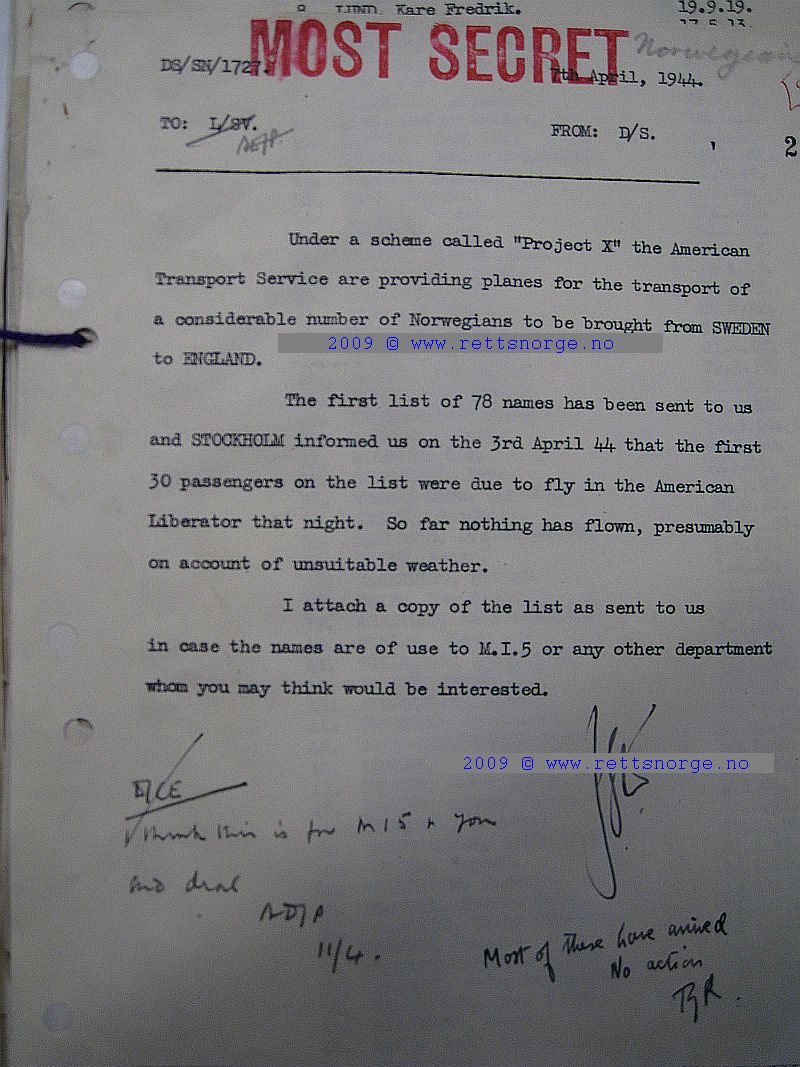 Kare Fredrik. 19.9.19.
MOST SECRET
Norwegian
DS/SN/1727.
7th April, 1944.
TO: L/SV.
FROM: D/S.
2
Under a scheme called "Project X" the American
Transport Service are providing planes for the transport of
a considerable number of Norwegians to be brought from SWEDEN
2009 © www.rettsnorge.no
to ENGLAND.
The first list of 78 names has been sent to us
and STOCKHOLM informed us on the 3rd April 44 that the first
30 passengers on the list were due to fly in the American
Liberator that night. So far nothing has flown, presumably
on account of unsuitable weather.
I attach a copy of the list as sent to us
in case the names are of use to M.I.5 or any other department
whom you may think would be interested.
2009 © www.rettsnorge.no
I think this is for M I 5 + you
AD/P
11/4.
Most of these have arrived
No action